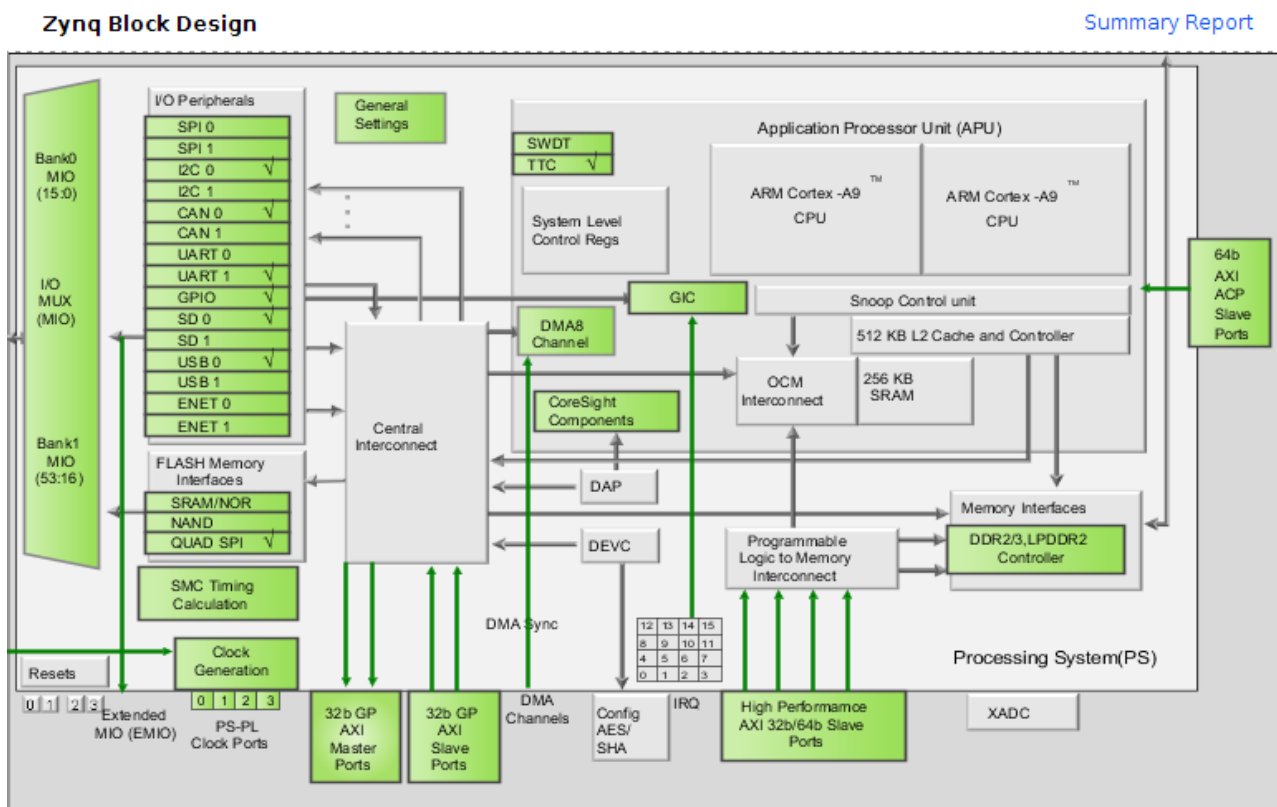 Zynq Block Design
Summary Report
I/O Peripherals
SPI 0
SPI 1
I2C 0 √
I2C 1
CAN 0 √
CAN 1
UART 0
UART 1 √
GPIO √
SD 0 √
SD 1
USB 0 √
USB 1
ENET 0
ENET 1
Bank0
MIO
(15:0)
I/O
MUX
(MIO)
Bank1
MIO
(53:16)
General
Settings
SWDT
TTC √
Application Processor Unit (APU)
ARM Cortex -A9 ™
CPU
ARM Cortex -A9 ™
CPU
System Level
Control Regs
GIC
Snoop Control unit
512 KB L2 Cache and Controller
DMA8
Channel
OCM
Interconnect
256 KB
SRAM
CoreSight
Components
64b
AXI
ACP
Slave
Ports
Central
Interconnect
FLASH Memory
Interfaces
SRAM/NOR
NAND
QUAD SPI √
DAP
DEVC
Programmable
Logic to Memory
Interconnect
Memory Interfaces
DDR2/3,LPDDR2
Controller
SMC Timing
Calculation
Clock
Generation
Resets
0 1 2 3
Extended
MIO (EMIO)
0 1 2 3
PS-PL
Clock Ports
DMA Sync
12 13 14 15
8 9 10 11
4 5 6 7
0 1 2 3
IRQ
Processing System(PS)
32b GP
AXI
Master
Ports
32b GP
AXI
Slave
Ports
DMA
Channels
Config
AES/
SHA
High Performance
AXI 32b/64b Slave
Ports
XADC